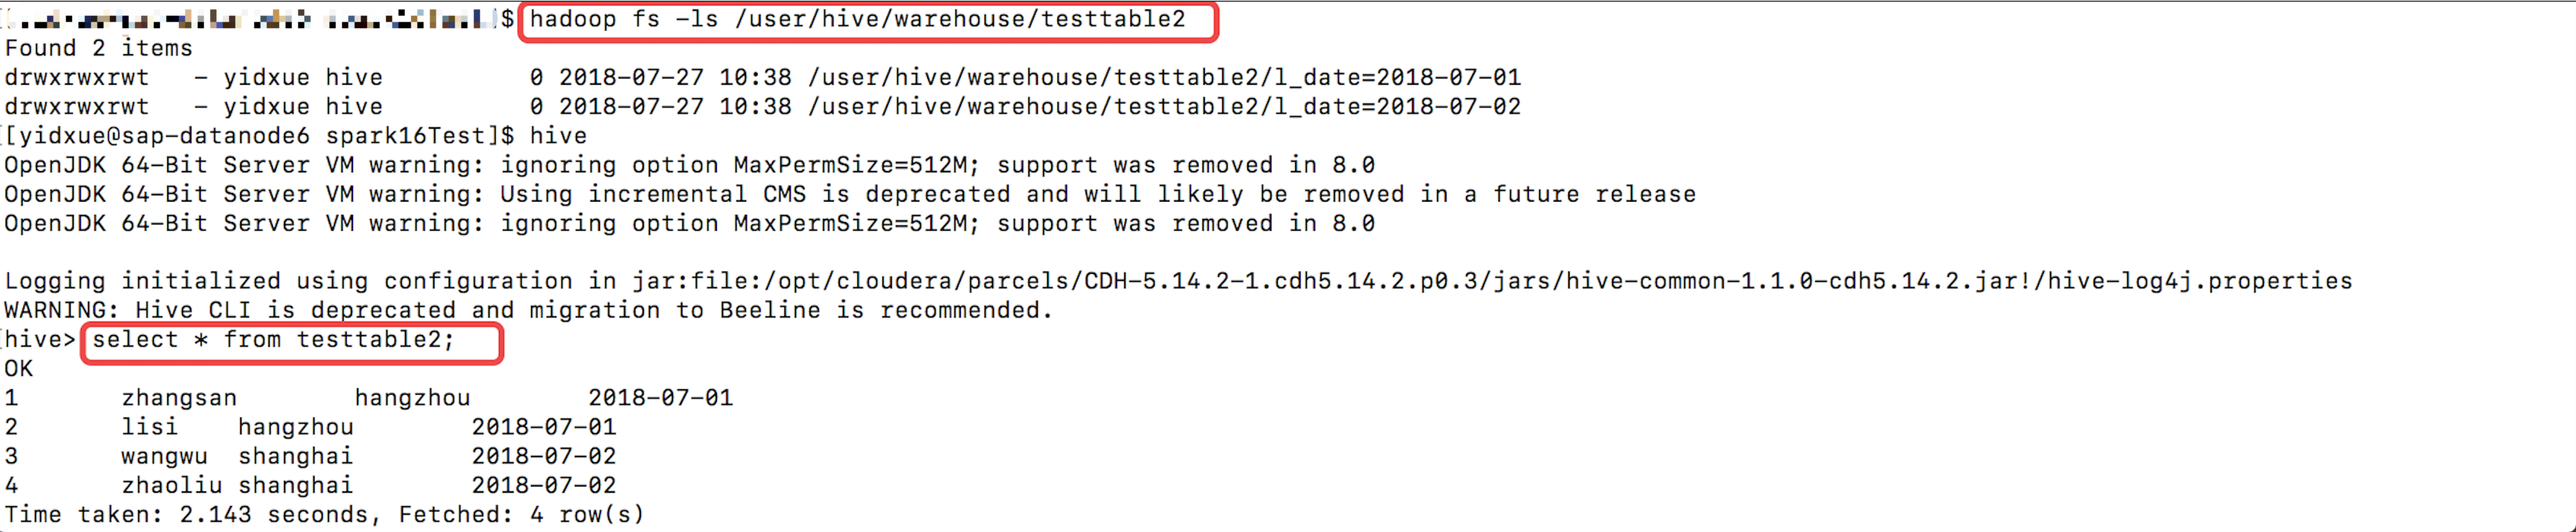 $ hadoop fs -ls /user/hive/warehouse/testtable2
Found 2 items
drwxrwxrwt   - yidxue hive          0 2018-07-27 10:38 /user/hive/warehouse/testtable2/l_date=2018-07-01
drwxrwxrwt   - yidxue hive          0 2018-07-27 10:38 /user/hive/warehouse/testtable2/l_date=2018-07-02
[[yidxue@sap-datanode6 spark16Test]$ hive
OpenJDK 64-Bit Server VM warning: ignoring option MaxPermSize=512M; support was removed in 8.0
OpenJDK 64-Bit Server VM warning: Using incremental CMS is deprecated and will likely be removed in a future release
OpenJDK 64-Bit Server VM warning: ignoring option MaxPermSize=512M; support was removed in 8.0
Logging initialized using configuration in jar:file:/opt/cloudera/parcels/CDH-5.14.2-1.cdh5.14.2.p0.3/jars/hive-common-1.1.0-cdh5.14.2.jar!/hive-log4j.properties
WARNING: Hive CLI is deprecated and migration to Beeline is recommended.
[hive> select * from testtable2;
OK
1       zhangsan        hangzhou        2018-07-01
2       lisi    hangzhou        2018-07-01
3       wangwu  shanghai        2018-07-02
4       zhaoliu shanghai        2018-07-02
Time taken: 2.143 seconds, Fetched: 4 row(s)